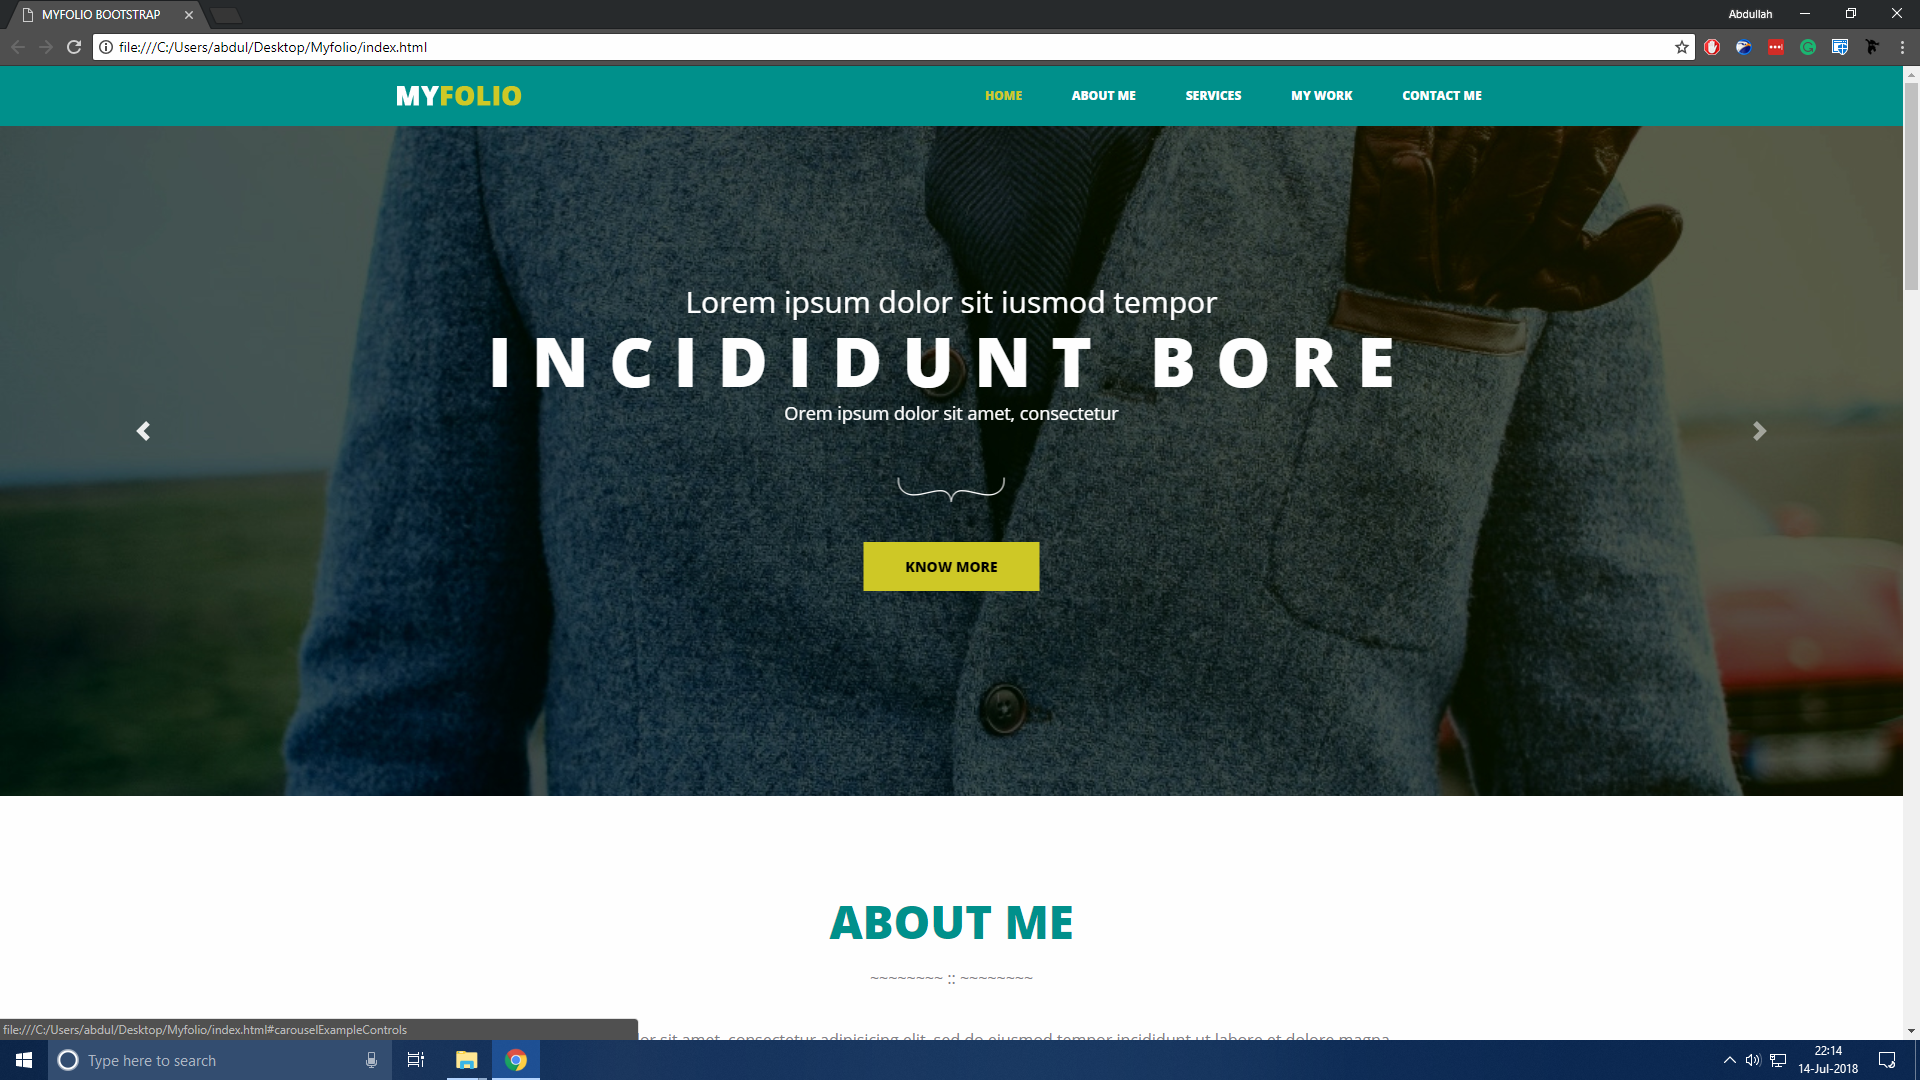 MYFOLIO BOOTSTRAP
Abdullah
file:///C:/Users/abdul/Desktop/Myfolio/index.html
MYFOLIO
HOME ABOUT ME SERVICES MY WORK CONTACT ME
Lorem ipsum dolor sit iusmod tempor
INCIDIDUNT BORE
Orem ipsum dolor sit amet, consectetur
KNOW MORE
ABOUT ME
~~~~~~~~ :: ~~~~~~~~
sit amet, consectetur adipisicing elit, sed do eiusmod tempor incididunt ut labore et dolore magna
file:///C:/Users/abdul/Desktop/Myfolio/index.html#carouselExampleControls
Type here to search
22:14
14-Jul-2018